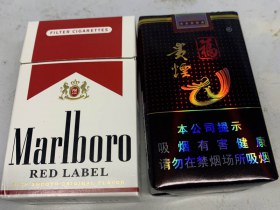 FILTER CIGARETTES
Marlboro
RED LABEL
贵烟
本公司提示
吸烟有害健康
请勿在禁烟场所吸烟